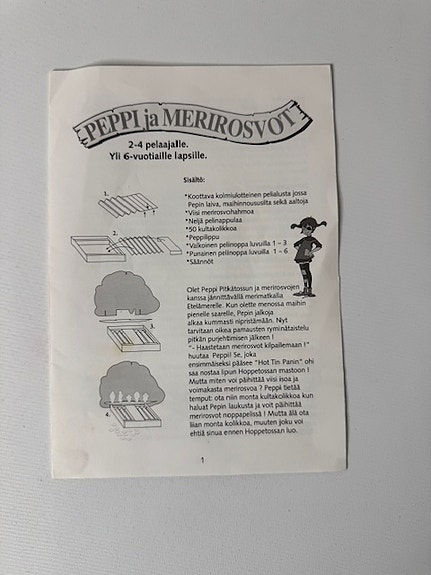 PEPPI ja MERIROSVOT
2-4 pelaajalle.
Yli 6-vuotiaille lapsille.
Sisältö:
*Koottava kolmiulotteinen pelialusta jossa
Pepin laiva, maihinnoususilta sekä aaltoja
*Viisi merirosvohahmoa
*Neljä pelinappulaa
*50 kultakolikkoa
*Peppilippu
*Valkoinen pelinoppa luvuilla 1 - 3
*Punainen pelinoppa luvuilla 1 - 6
*Säännöt
1.
2.
3.
4.
Olet Peppi Pitkätossun ja merirosvojen
kanssa jännittävällä merimatkalla
Etelämerelle. Kun olette menossa maihin
pienelle saarelle, Pepin jalkoja
alkaa kummasti nipristämään. Nyt
tarvitaan oikea pamausten ryminätaistelu
pitkän purjehtimisen jälkeen !
"- Haastetaan merirosvot kilpailemaan !"
huutaa Peppi! Se, joka
ensimmäiseksi pääsee "Hot Tin Panin" ohi
saa nostaa lipun Hoppetossan mastoon !
Mutta miten voi päihittää viisi isoa ja
voimakasta merirosvoa ? Peppi tietää
temput: ota niin monta kultakolikkoa kun
haluat Pepin laukusta ja voit päihittää
merirosvot noppapelissä ! Mutta älä ota
liian monta kolikkoa, muuten joku voi
ehtiä sinua ennen Hoppetossan luo.
1